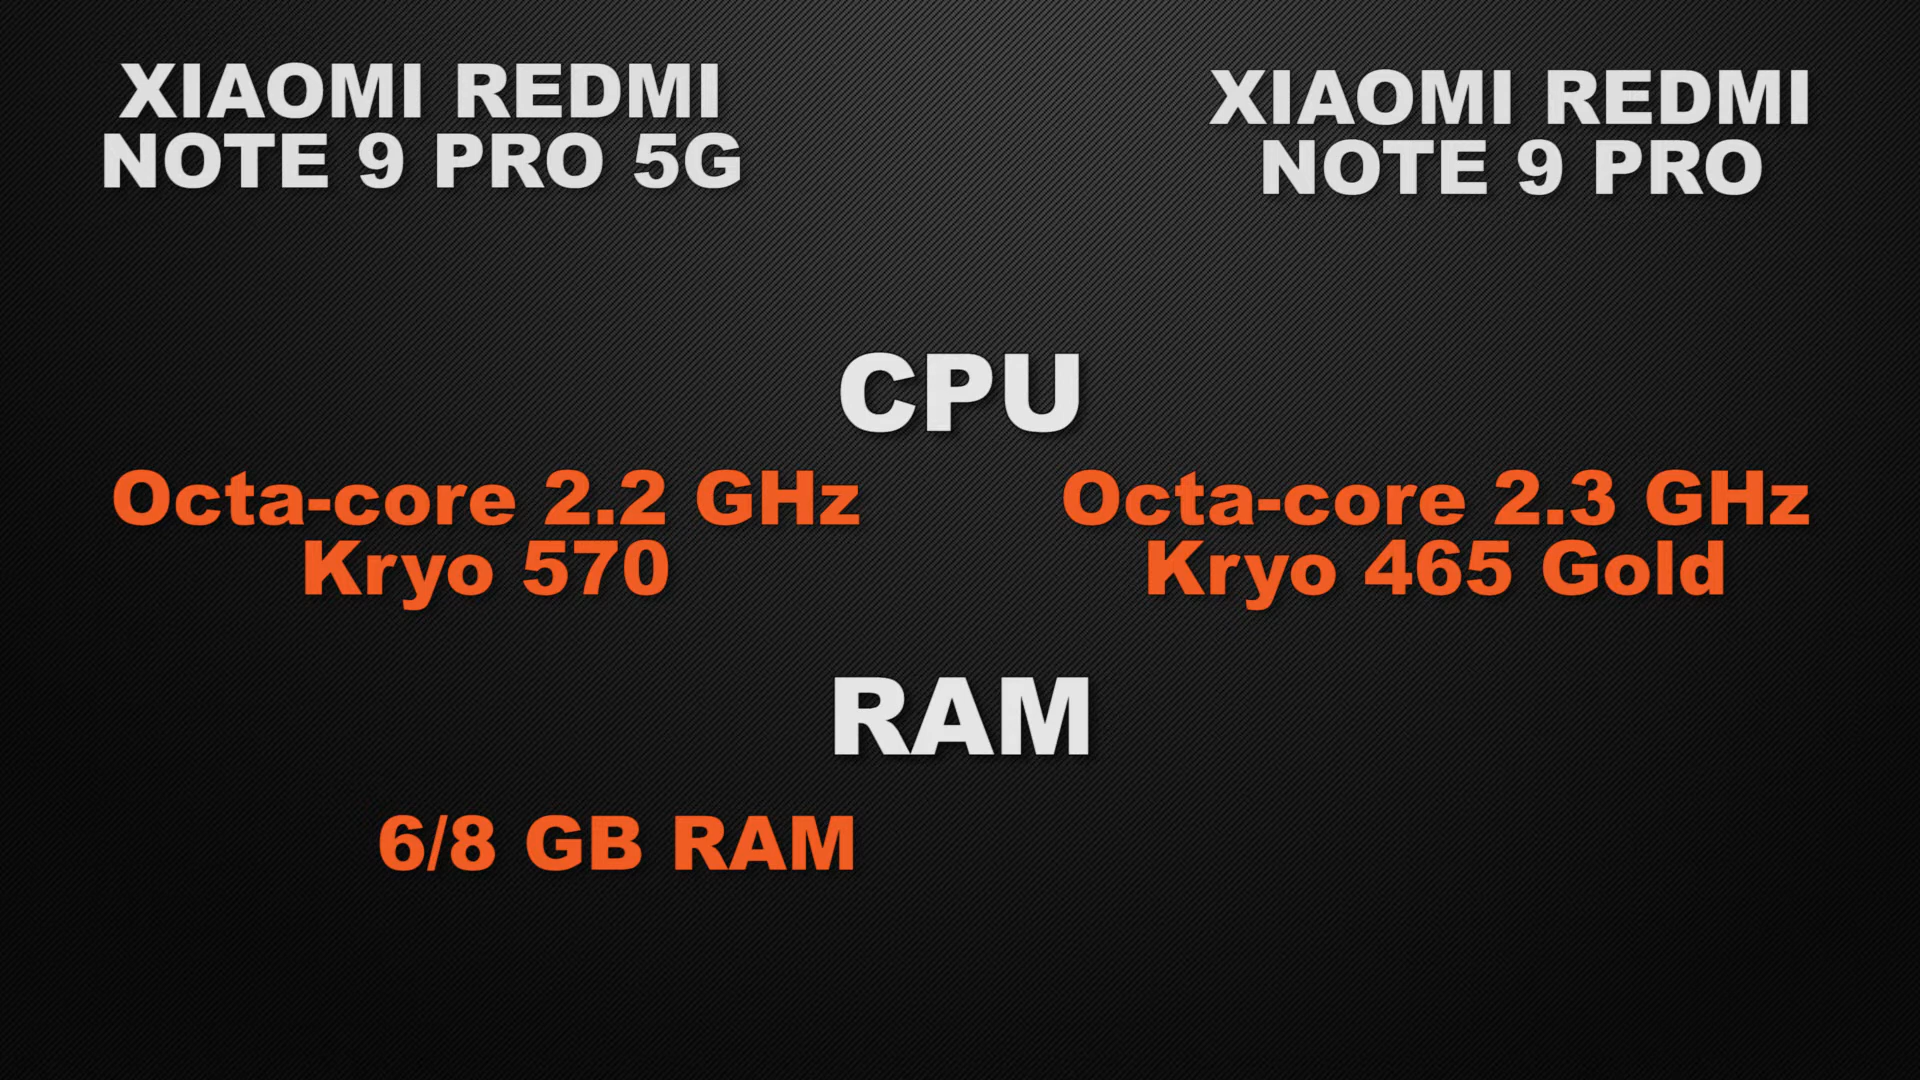 XIAOMI REDMI
NOTE 9 PRO 5G
XIAOMI REDMI
NOTE 9 PRO
CPU
Octa-core 2.2 GHz
Kryo 570
Octa-core 2.3 GHz
Kryo 465 Gold
RAM
6/8 GB RAM